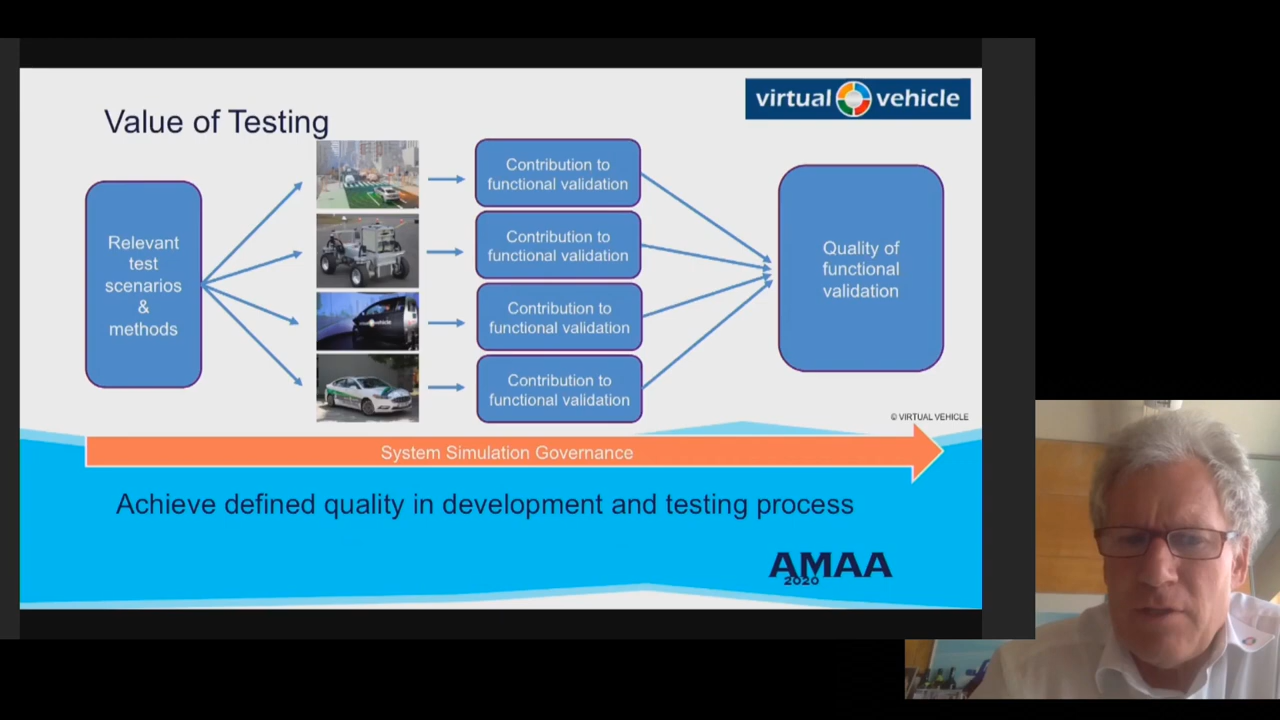 virtual vehicle
Value of Testing
Relevant
test
scenarios
&
methods
Contribution to
functional validation
Contribution to
functional validation
Contribution to
functional validation
Contribution to
functional validation
Quality of
functional
validation
© VIRTUAL VEHICLE
System Simulation Governance
Achieve defined quality in development and testing process
AMAA
2020